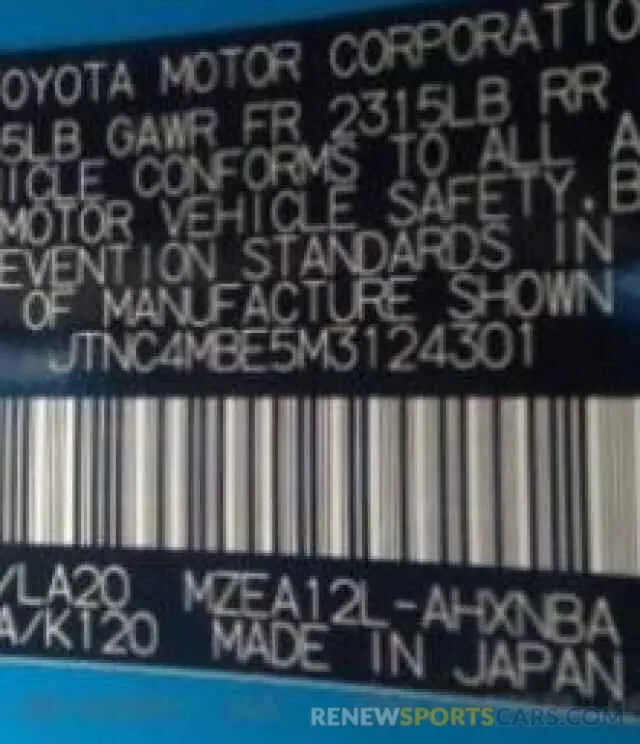 OYOTA MOTOR CORPORATIO
5LB GAWR FR 2315LB RR
ICLE CONFORMS TO ALL A
MOTOR VEHICLE SAFETY.B
EVENTION STANDARDS IN
OF MANUFACTURE SHOWN
JTNC4MBE5M3124301
/LA20 MZEA12L-AHXNBA
A/K120 MADE IN JAPAN
RENEWSPORTSCARS.COM